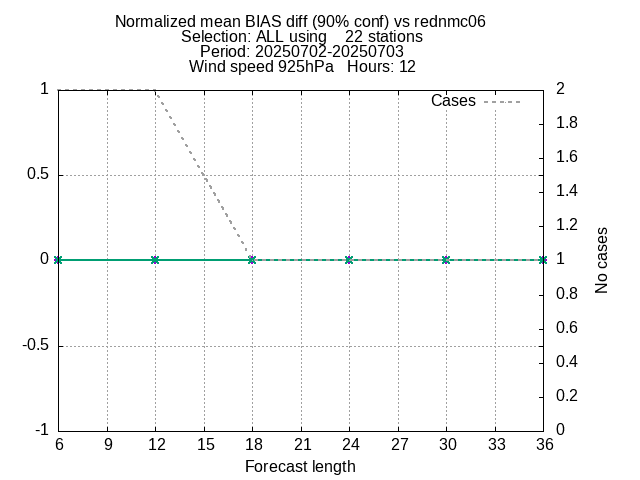 Normalized mean BIAS diff (90% conf) vs rednmc06
Selection: ALL using    22 stations
Period: 20250702-20250703
Wind speed 925hPa   Hours: 12
Cases
1
0.5
0
-0.5
-1
2
1.8
1.6
1.4
1.2
1
0.8
0.6
0.4
0.2
0
No cases
6 9 12 15 18 21 24 27 30 33 36
Forecast length